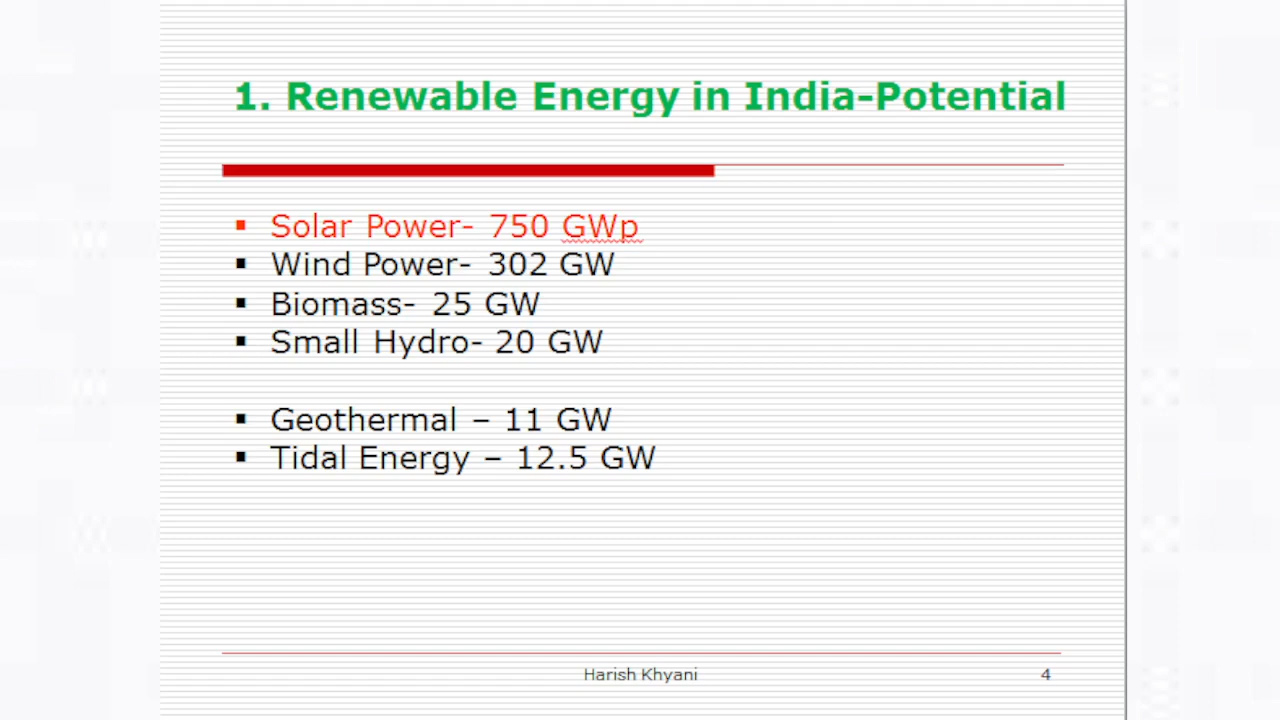 1. Renewable Energy in India-Potential
▪ Solar Power- 750 GWp
▪ Wind Power- 302 GW
▪ Biomass- 25 GW
▪ Small Hydro- 20 GW
▪ Geothermal – 11 GW
▪ Tidal Energy – 12.5 GW
Harish Khyani 4